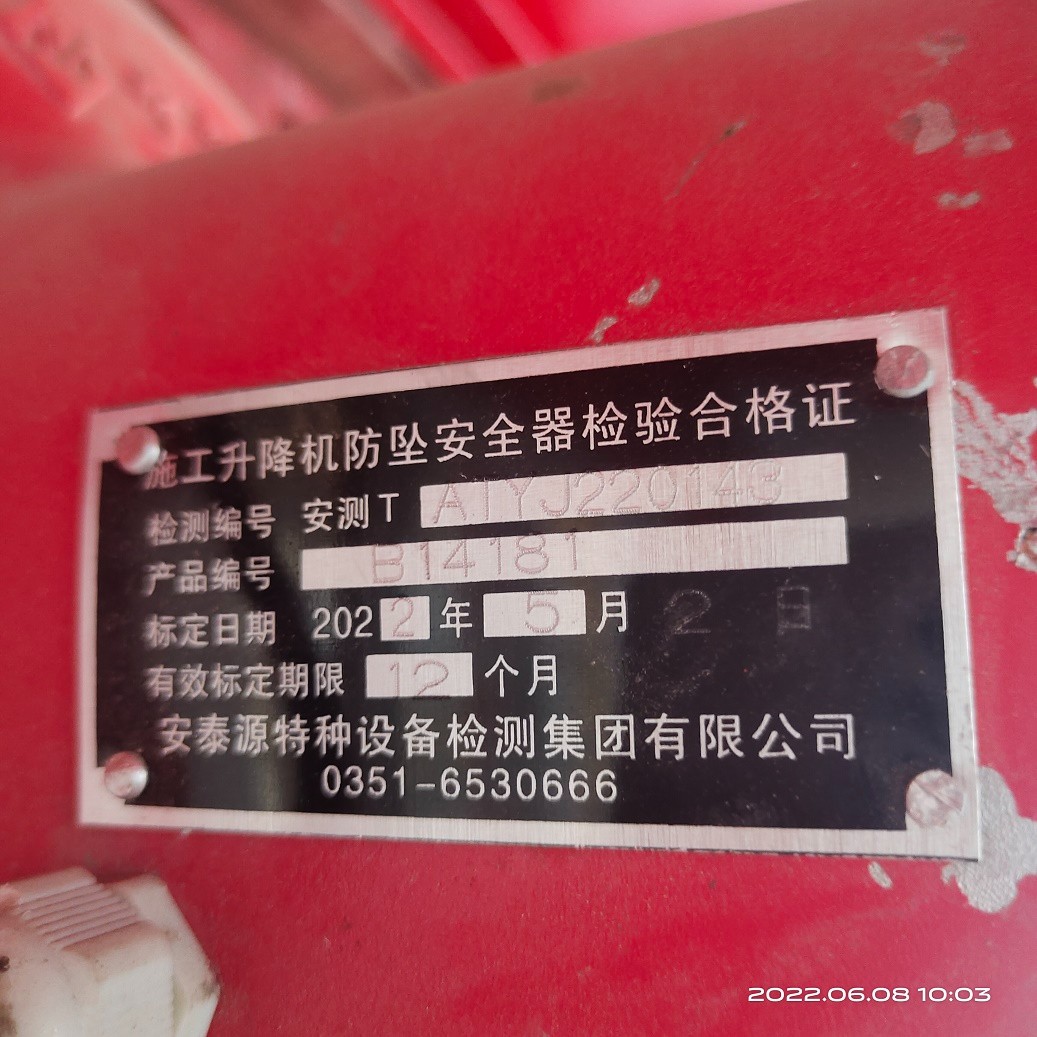 施工升降机防坠安全器检验合格证
检测编号 安测T ATYJ220143
产品编号 B14181
标定日期 2022年5月2日
有效标定期限 12个月
安泰源特种设备检测集团有限公司
0351-6530666
2022.06.08 10:03